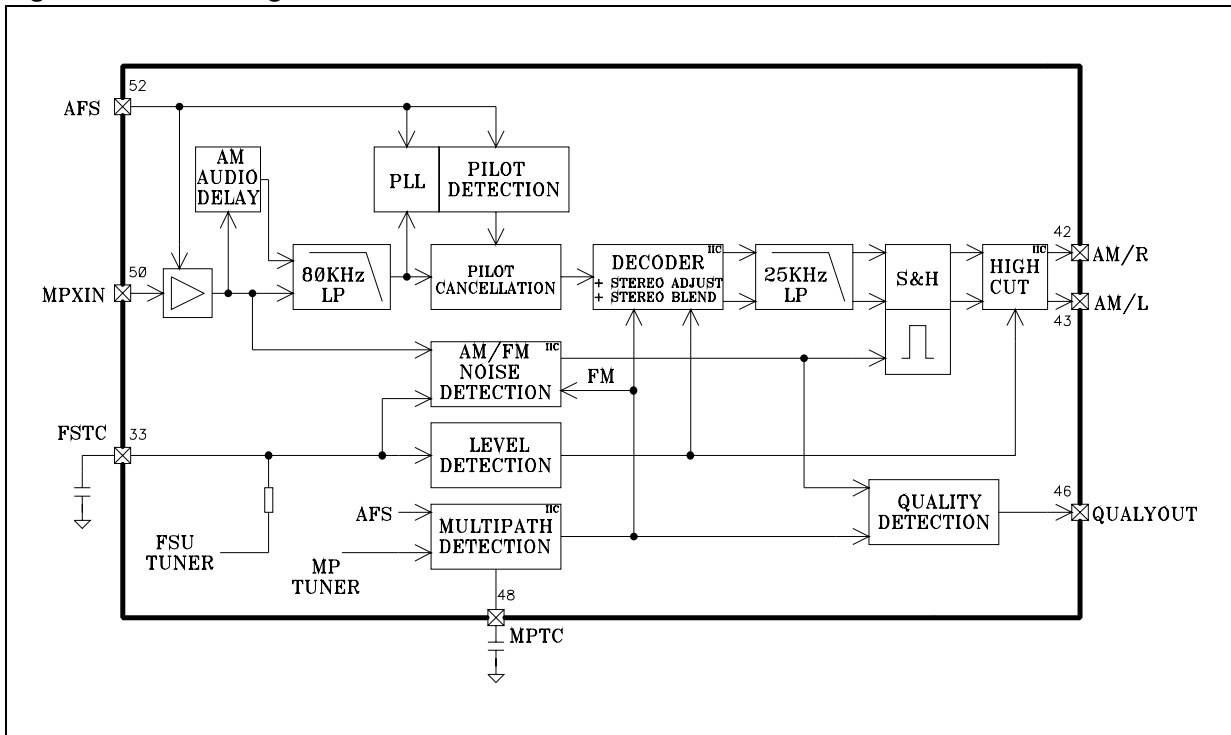 52
AFS
AM
AUDIO
DELAY
PLL
PILOT
DETECTION
50
MPXIN
80KHz
LP
PILOT
CANCELLATION
IIC
DECODER
+ STEREO ADJUST
+ STEREO BLEND
25KHz
LP
S&H
IIC
HIGH
CUT
42
AM/R
AM/L
43
IIC
AM/FM
NOISE
DETECTION
FM
FSTC
33
LEVEL
DETECTION
AFS
IIC
MULTIPATH
DETECTION
QUALITY
DETECTION
46
QUALYOUT
FSU
TUNER
MP
TUNER
48
MPTC